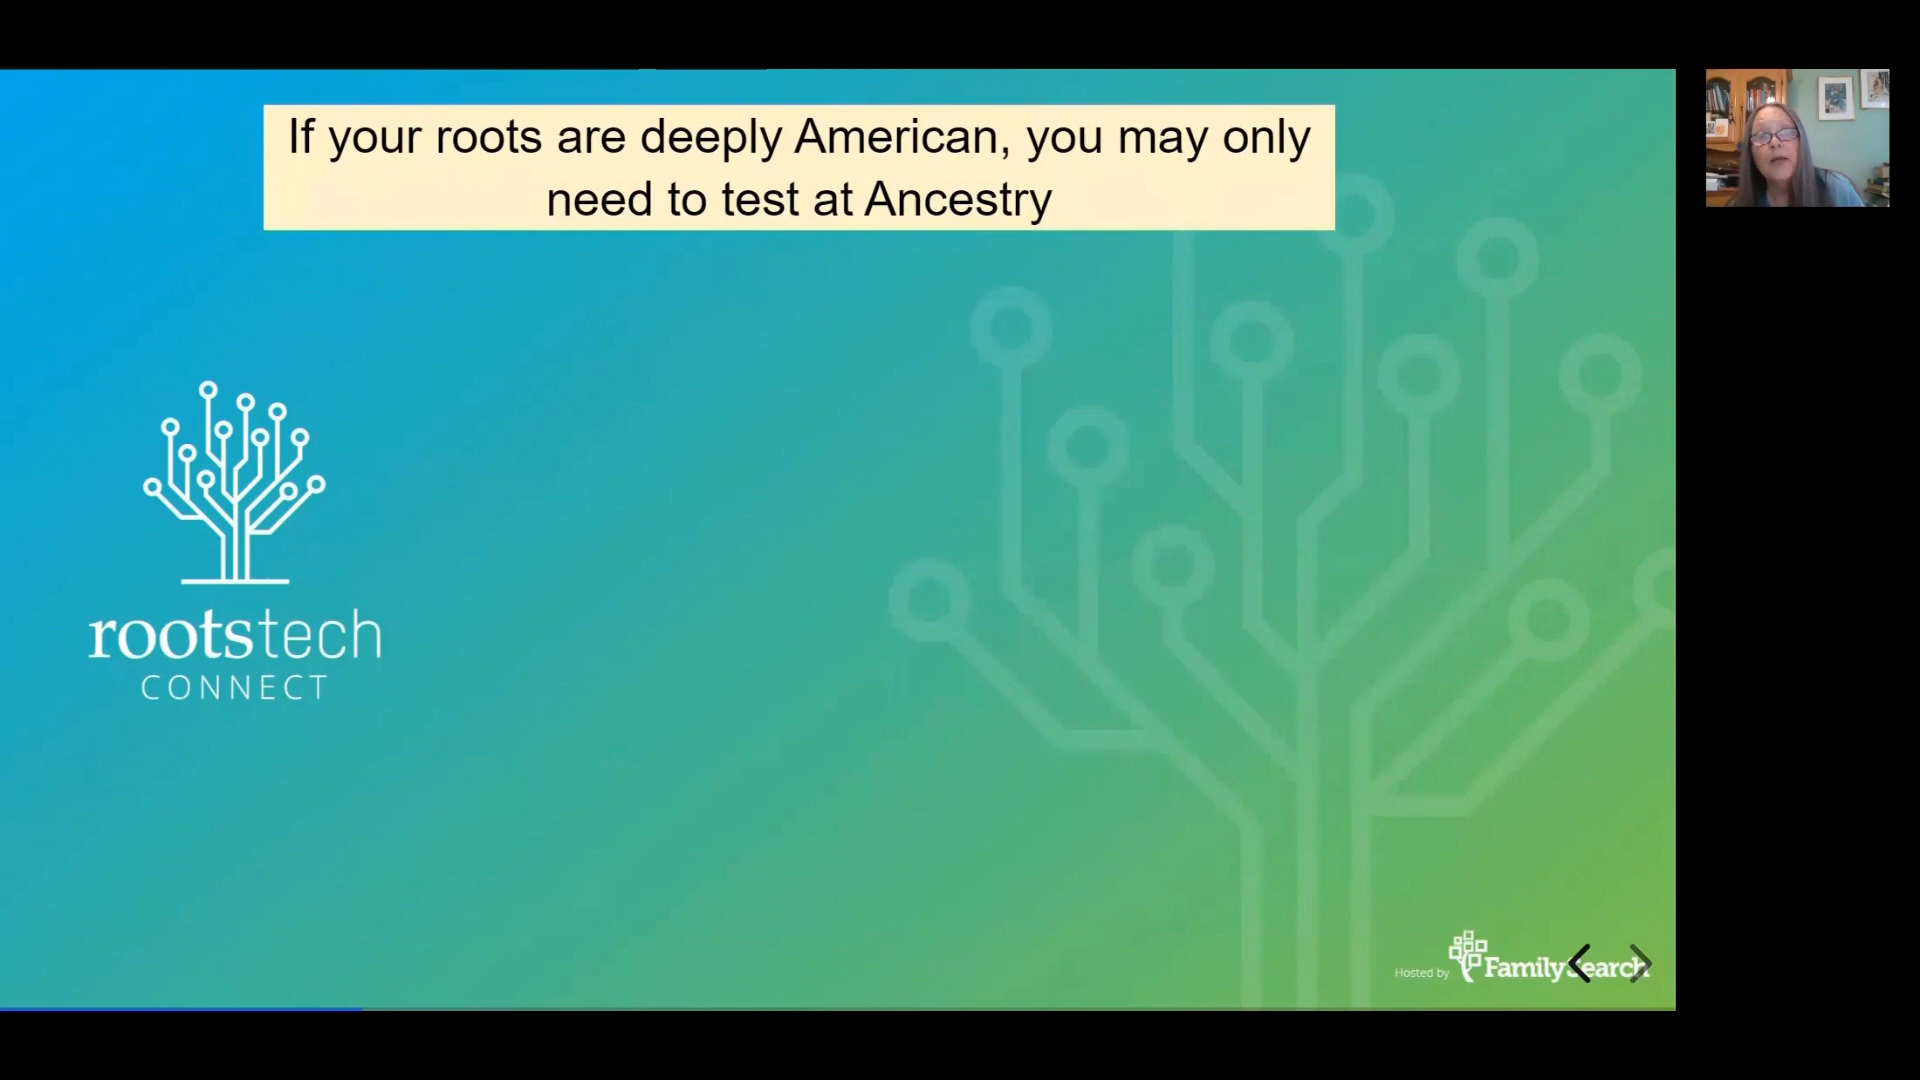 If your roots are deeply American, you may only
need to test at Ancestry
rootstech
CONNECT
Hosted by FamilySearch